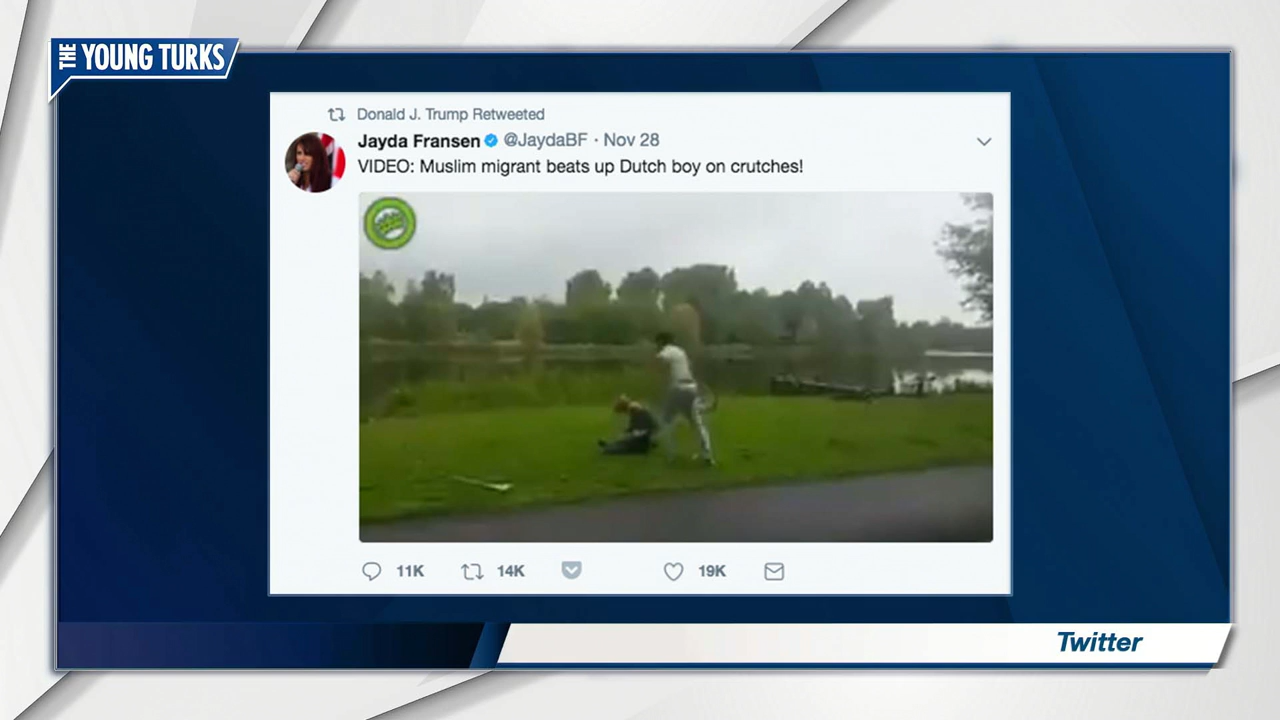 THE YOUNG TURKS
Donald J. Trump Retweeted
Jayda Fransen @JaydaBF · Nov 28
VIDEO: Muslim migrant beats up Dutch boy on crutches!
11K 14K 19K
Twitter